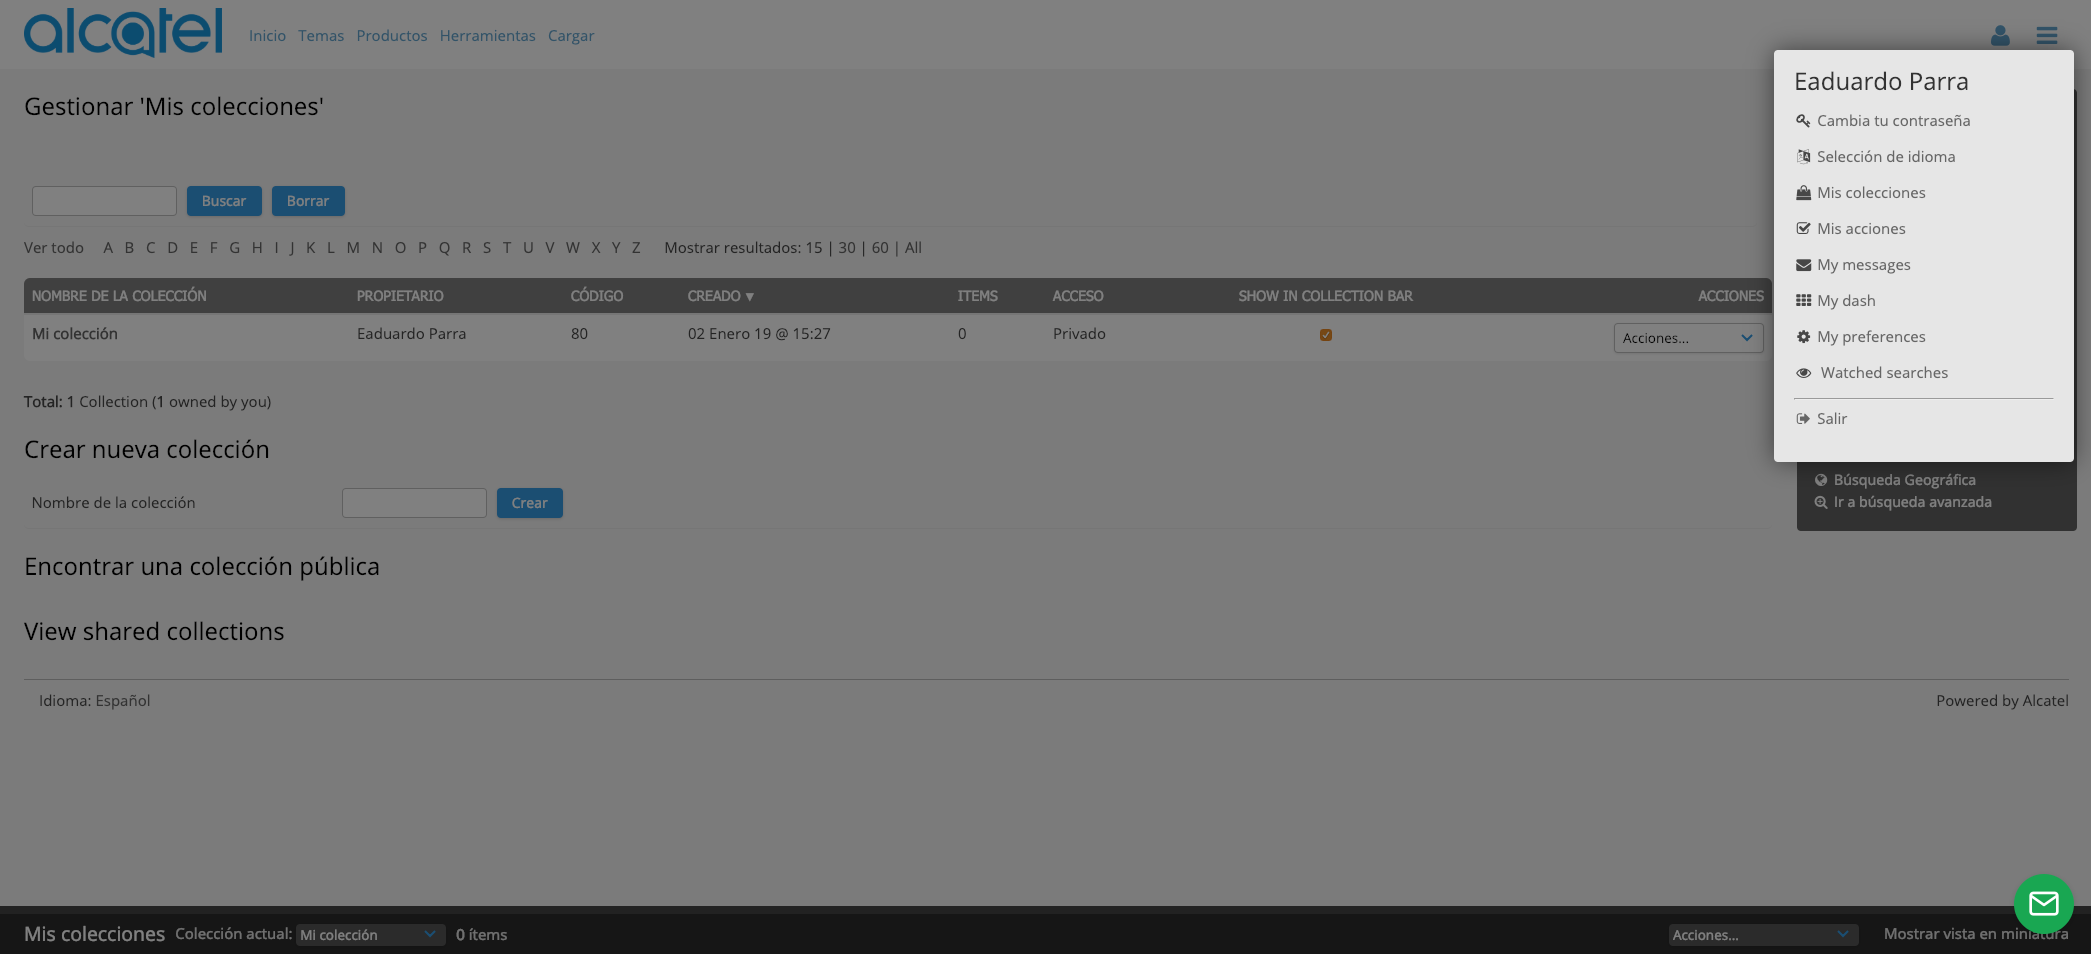 alcatel
Inicio Temas Productos Herramientas Cargar
Gestionar 'Mis colecciones'
Buscar Borrar
Ver todo A B C D E F G H I J K L M N O P Q R S T U V W X Y Z Mostrar resultados: 15 | 30 | 60 | All
NOMBRE DE LA COLECCIÓN PROPIETARIO CÓDIGO CREADO ▼ ITEMS ACCESO SHOW IN COLLECTION BAR ACCIONES
Mi colección Eaduardo Parra 80 02 Enero 19 @ 15:27 0 Privado Acciones...
Total: 1 Collection (1 owned by you)
Crear nueva colección
Nombre de la colección Crear
Encontrar una colección pública
View shared collections
Eaduardo Parra
Cambia tu contraseña
Selección de idioma
Mis colecciones
Mis acciones
My messages
My dash
My preferences
Watched searches
Salir
Búsqueda Geográfica
Ir a búsqueda avanzada
Idioma: Español
Powered by Alcatel
Mis colecciones Colección actual: Mi colección 0 ítems Acciones... Mostrar vista en miniatura